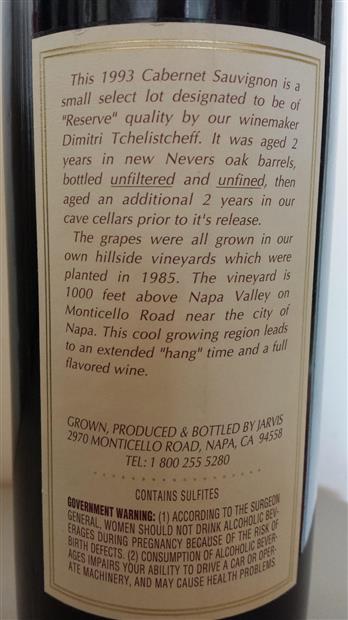 This 1993 Cabernet Sauvignon is a
small select lot designated to be of
"Reserve" quality by our winemaker
Dimitri Tchelistcheff. It was aged 2
years in new Nevers oak barrels,
bottled unfiltered and unfined, then
aged an additional 2 years in our
cave cellars prior to it's release.
The grapes were all grown in our
own hillside vineyards which were
planted in 1985. The vineyard is
1000 feet above Napa Valley on
Monticello Road near the city of
Napa. This cool growing region leads
to an extended "hang" time and a full
flavored wine.
GROWN, PRODUCED & BOTTLED BY JARVIS
2970 MONTICELLO ROAD, NAPA, CA 94558
TEL: 1 800 255 5280
CONTAINS SULFITES
GOVERNMENT WARNING: (1) ACCORDING TO THE SURGEON
GENERAL, WOMEN SHOULD NOT DRINK ALCOHOLIC BEV-
ERAGES DURING PREGNANCY BECAUSE OF THE RISK OF
BIRTH DEFECTS. (2) CONSUMPTION OF ALCOHOLIC BEVER-
AGES IMPAIRS YOUR ABILITY TO DRIVE A CAR OR OPER-
ATE MACHINERY, AND MAY CAUSE HEALTH PROBLEMS.